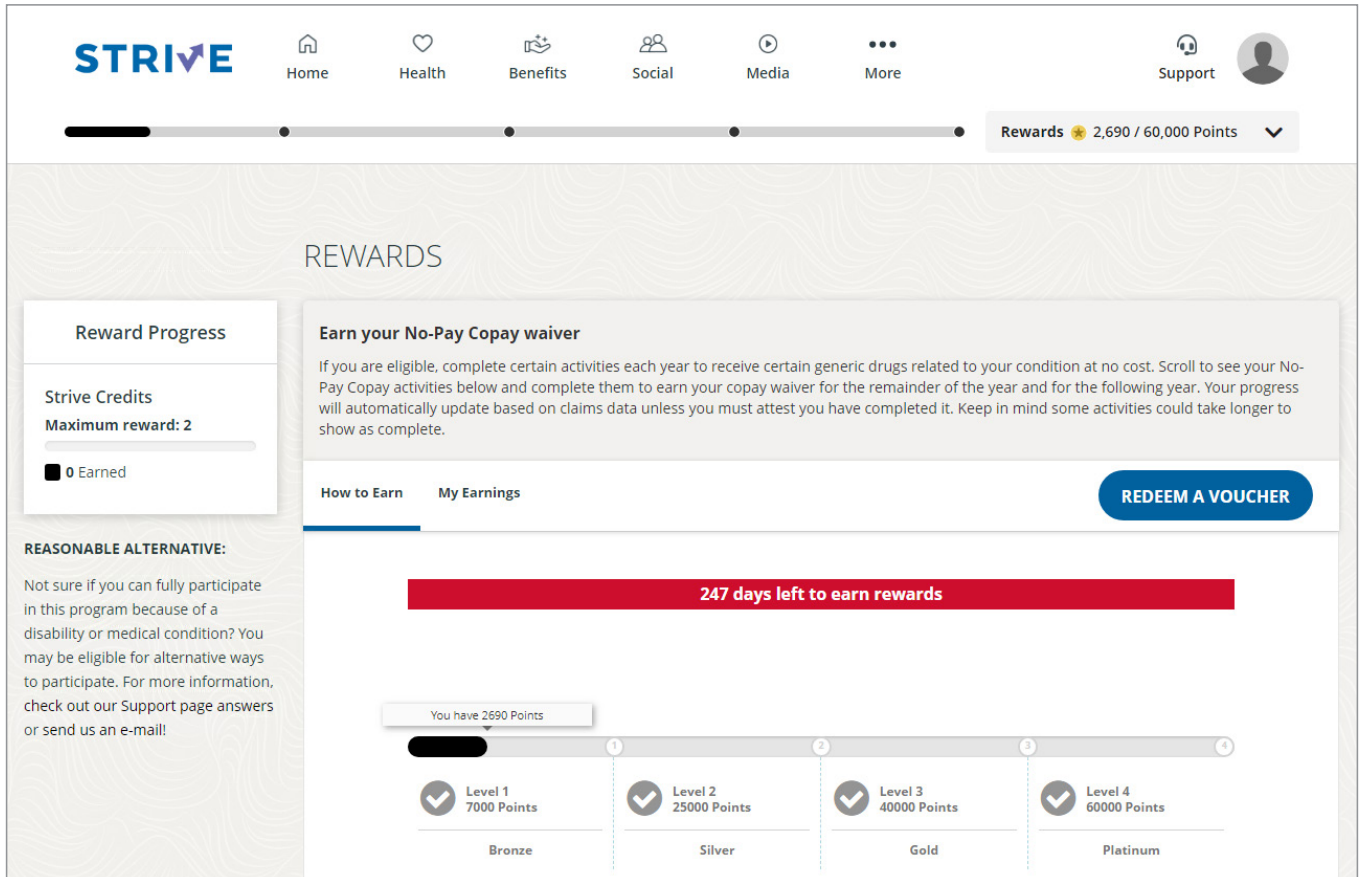 STRIVE
Home
Health
Benefits
Social
Media
More
Support
Rewards 2,690 / 60,000 Points
REWARDS
Reward Progress
Strive Credits
Maximum reward: 2
0 Earned
REASONABLE ALTERNATIVE:
Not sure if you can fully participate
in this program because of a
disability or medical condition? You
may be eligible for alternative ways
to participate. For more information,
check out our Support page answers
or send us an e-mail!
Earn your No-Pay Copay waiver
If you are eligible, complete certain activities each year to receive certain generic drugs related to your condition at no cost. Scroll to see your No-
Pay Copay activities below and complete them to earn your copay waiver for the remainder of the year and for the following year. Your progress
will automatically update based on claims data unless you must attest you have completed it. Keep in mind some activities could take longer to
show as complete.
How to Earn
My Earnings
REDEEM A VOUCHER
247 days left to earn rewards
You have 2690 Points
1
2
3
4
Level 1
7000 Points
Bronze
Level 2
25000 Points
Silver
Level 3
40000 Points
Gold
Level 4
60000 Points
Platinum